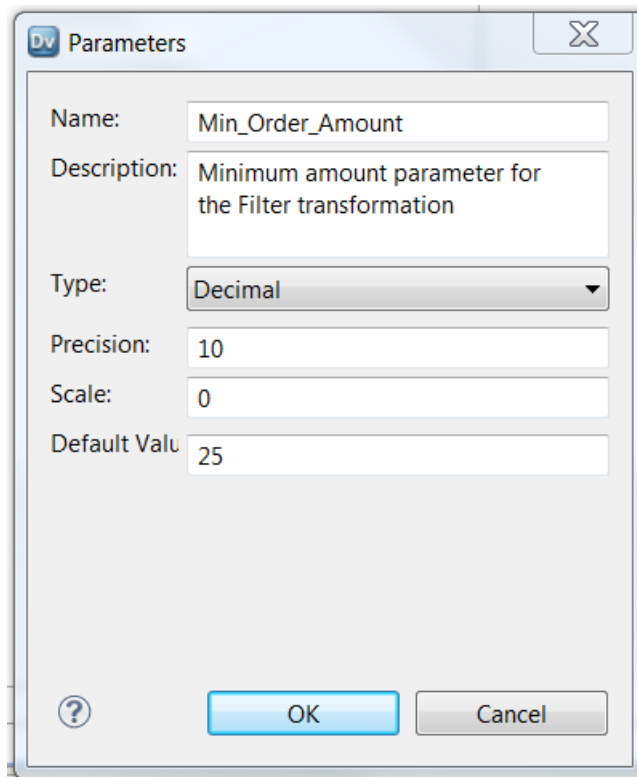 Dv Parameters
Name: Min_Order_Amount
Description: Minimum amount parameter for
the Filter transformation
Type: Decimal
Precision: 10
Scale: 0
Default Valu 25
? OK Cancel